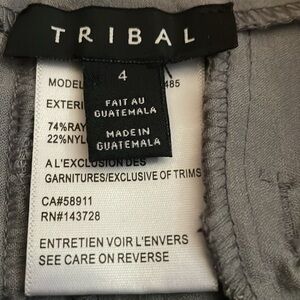 TRIBAL
4
FAIT AU
GUATEMALA
MADE IN
GUATEMALA
MODEL 485
EXTERI
74%RAY
22%NYL
A L'EXCLUSION DES
GARNITURES/EXCLUSIVE OF TRIMS
CA#58911
RN#143728
ENTRETIEN VOIR L'ENVERS
SEE CARE ON REVERSE